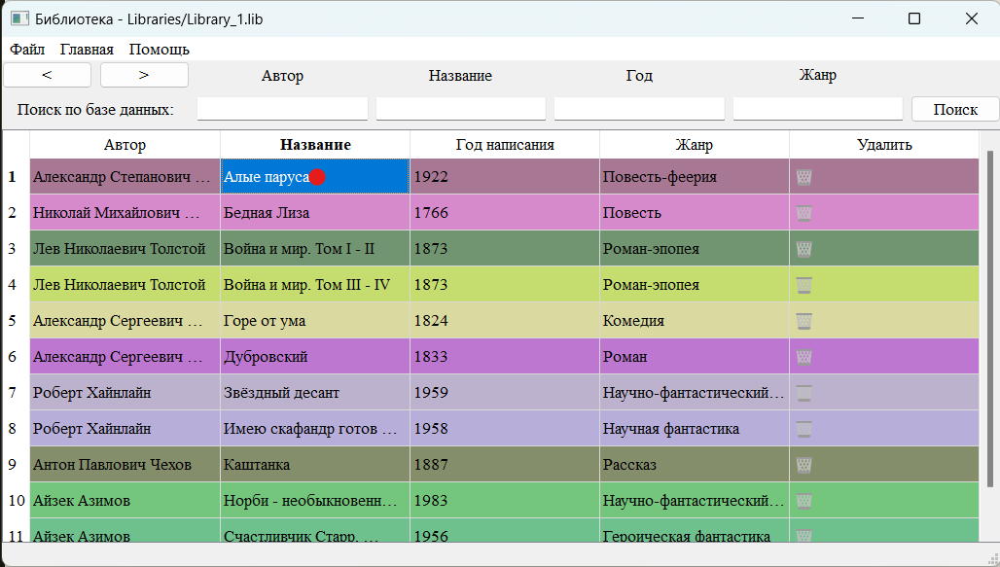 Библиотека - Libraries/Library_1.lib
Файл Главная Помощь
< > Автор Название Год Жанр
Поиск по базе данных: Поиск
Автор Название Год написания Жанр Удалить
1 Александр Степанович ... Алые паруса 1922 Повесть-феерия
2 Николай Михайлович ... Бедная Лиза 1766 Повесть
3 Лев Николаевич Толстой Война и мир. Том I - II 1873 Роман-эпопея
4 Лев Николаевич Толстой Война и мир. Том III - IV 1873 Роман-эпопея
5 Александр Сергеевич ... Горе от ума 1824 Комедия
6 Александр Сергеевич ... Дубровский 1833 Роман
7 Роберт Хайнлайн Звёздный десант 1959 Научно-фантастический...
8 Роберт Хайнлайн Имею скафандр готов ... 1958 Научная фантастика
9 Антон Павлович Чехов Каштанка 1887 Рассказ
10 Айзек Азимов Норби - необыкновенн... 1983 Научно-фантастический...
11 Айзек Азимов Счастливчик Старр. ... 1956 Героическая фантастика